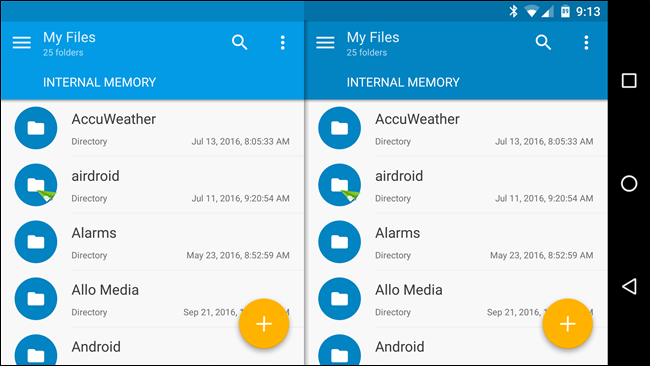 9:13
My Files
25 folders
INTERNAL MEMORY
AccuWeather
Directory Jul 13, 2016, 8:05:33 AM
airdroid
Directory Jul 11, 2016, 9:20:54 AM
Alarms
Directory May 23, 2016, 8:52:59 AM
Allo Media
Directory Sep 21, 2016,
Android
My Files
25 folders
INTERNAL MEMORY
AccuWeather
Directory Jul 13, 2016, 8:05:33 AM
airdroid
Directory Jul 11, 2016, 9:20:54 AM
Alarms
Directory May 23, 2016, 8:52:59 AM
Allo Media
Directory Sep 21, 2016,
Android